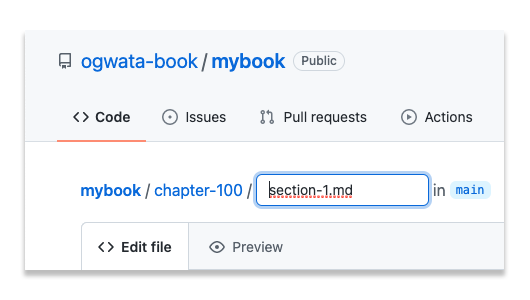 ogwata-book / mybook Public
Code Issues Pull requests Actions
mybook / chapter-100 / section-1.md in main
Edit file Preview